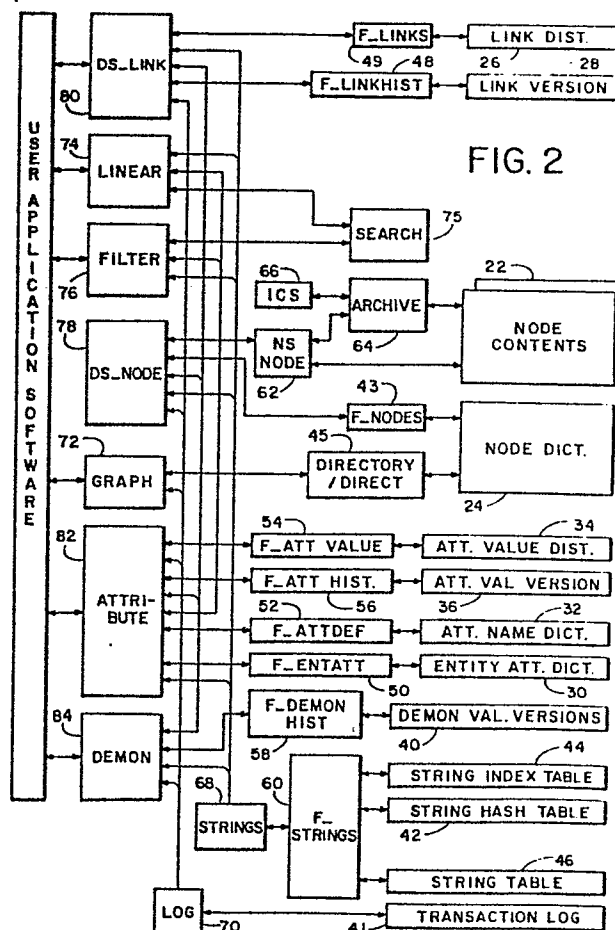 USER APPLICATION SOFTWARE
DS_LINK
80
F_LINKS
49
48
LINK DIST.
26
28
F_LINKHIST
LINK VERSION
FIG. 2
74
LINEAR
FILTER
76
SEARCH
75
66
ICS
ARCHIVE
64
22
NODE CONTENTS
78
DS_NODE
NS NODE
62
43
F_NODES
45
DIRECTORY /DIRECT
NODE DICT.
24
72
GRAPH
82
ATTRI-
BUTE
54
F_ATT VALUE
34
ATT. VALUE DIST.
F_ATT HIST.
56
ATT. VAL VERSION
36
32
52
F_ATTDEF
ATT. NAME DICT.
F_ENTATT
50
ENTITY ATT. DICT.
30
84
DEMON
F_DEMON HIST
58
DEMON VAL. VERSIONS
40
44
STRING INDEX TABLE
68
STRINGS
60
F_
STRINGS
STRING HASH TABLE
42
46
STRING TABLE
LOG
70
TRANSACTION LOG
41